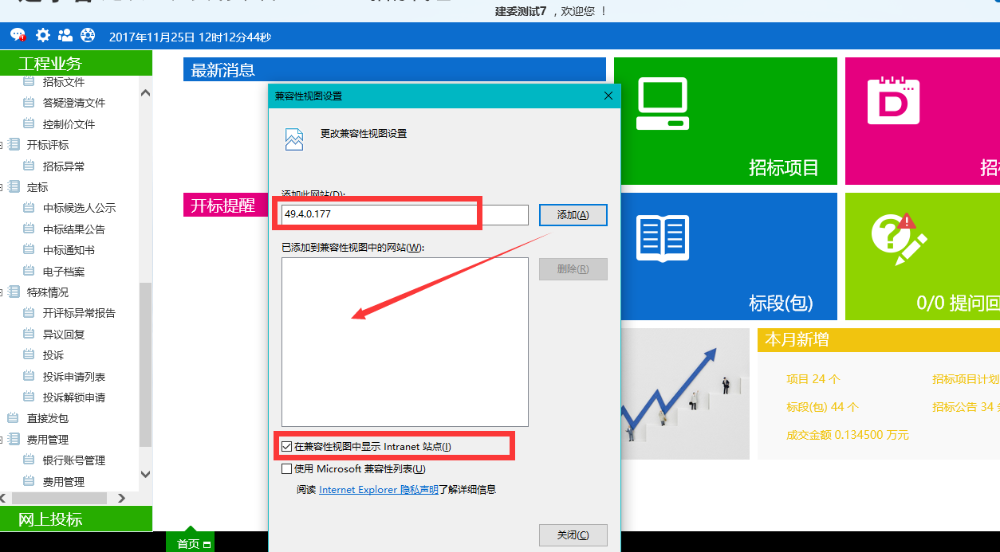 建委测试7 ，欢迎您 ！
2017年11月25日 12时12分44秒
工程业务
招标文件
答疑澄清文件
控制价文件
开标评标
招标异常
定标
中标候选人公示
中标结果公告
中标通知书
电子档案
特殊情况
开评标异常报告
异议回复
投诉
投诉申请列表
投诉解锁申请
直接发包
费用管理
银行账号管理
费用管理
网上投标
首页
最新消息
开标提醒
兼容性视图设置
更改兼容性视图设置
添加此网站(D):
49.4.0.177
添加(A)
已添加到兼容性视图中的网站(W):
删除(R)
在兼容性视图中显示 Intranet 站点(I)
使用 Microsoft 兼容性列表(U)
阅读 Internet Explorer 隐私声明了解详细信息
关闭(C)
招标项目
D
招
标段(包)
0/0 提问回
本月新增
项目 24 个
招标项目计划
标段(包) 44 个
招标公告 34
成交金额 0.134500 万元